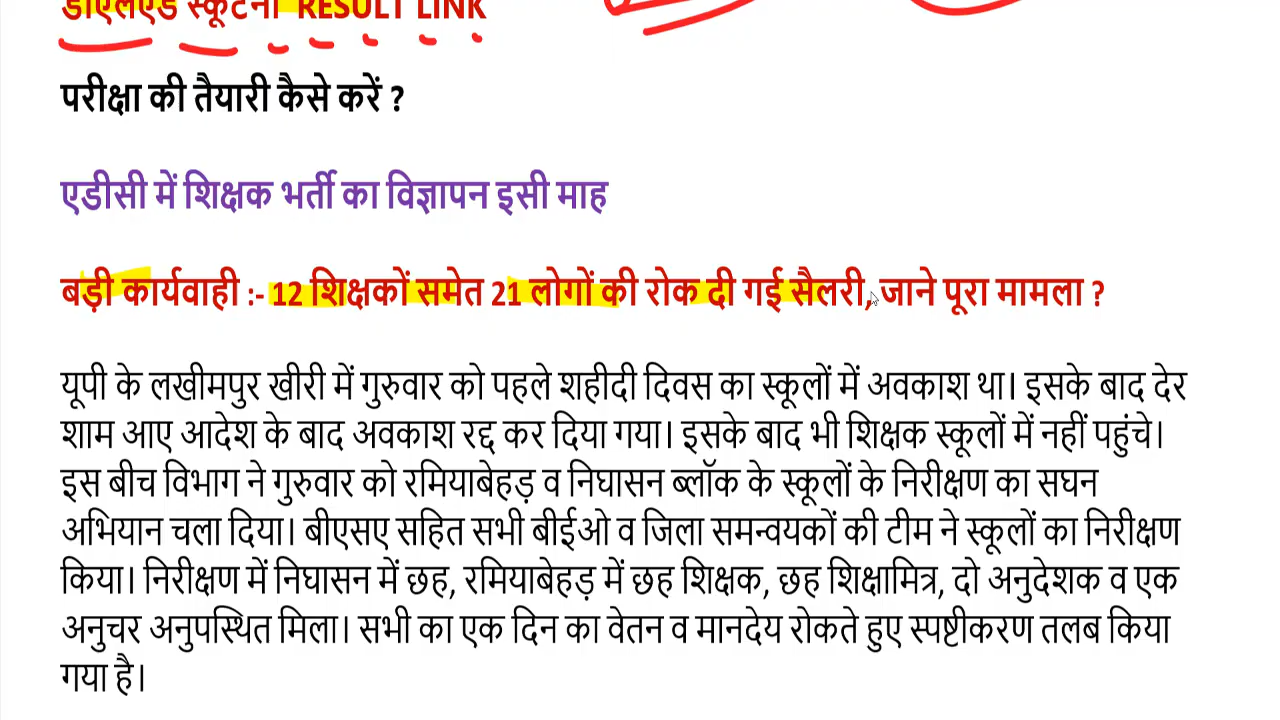 डीएलएड स्क्रूटनी RESULT LINK
परीक्षा की तैयारी कैसे करें ?
एडीसी में शिक्षक भर्ती का विज्ञापन इसी माह
बड़ी कार्यवाही :- 12 शिक्षकों समेत 21 लोगों की रोक दी गई सैलरी, जाने पूरा मामला ?
यूपी के लखीमपुर खीरी में गुरुवार को पहले शहीदी दिवस का स्कूलों में अवकाश था। इसके बाद देर
शाम आए आदेश के बाद अवकाश रद्द कर दिया गया। इसके बाद भी शिक्षक स्कूलों में नहीं पहुंचे।
इस बीच विभाग ने गुरुवार को रमियाबेहड़ व निघासन ब्लॉक के स्कूलों के निरीक्षण का सघन
अभियान चला दिया। बीएसए सहित सभी बीईओ व जिला समन्वयकों की टीम ने स्कूलों का निरीक्षण
किया। निरीक्षण में निघासन में छह, रमियाबेहड़ में छह शिक्षक, छह शिक्षामित्र, दो अनुदेशक व एक
अनुचर अनुपस्थित मिला। सभी का एक दिन का वेतन व मानदेय रोकते हुए स्पष्टीकरण तलब किया
गया है।